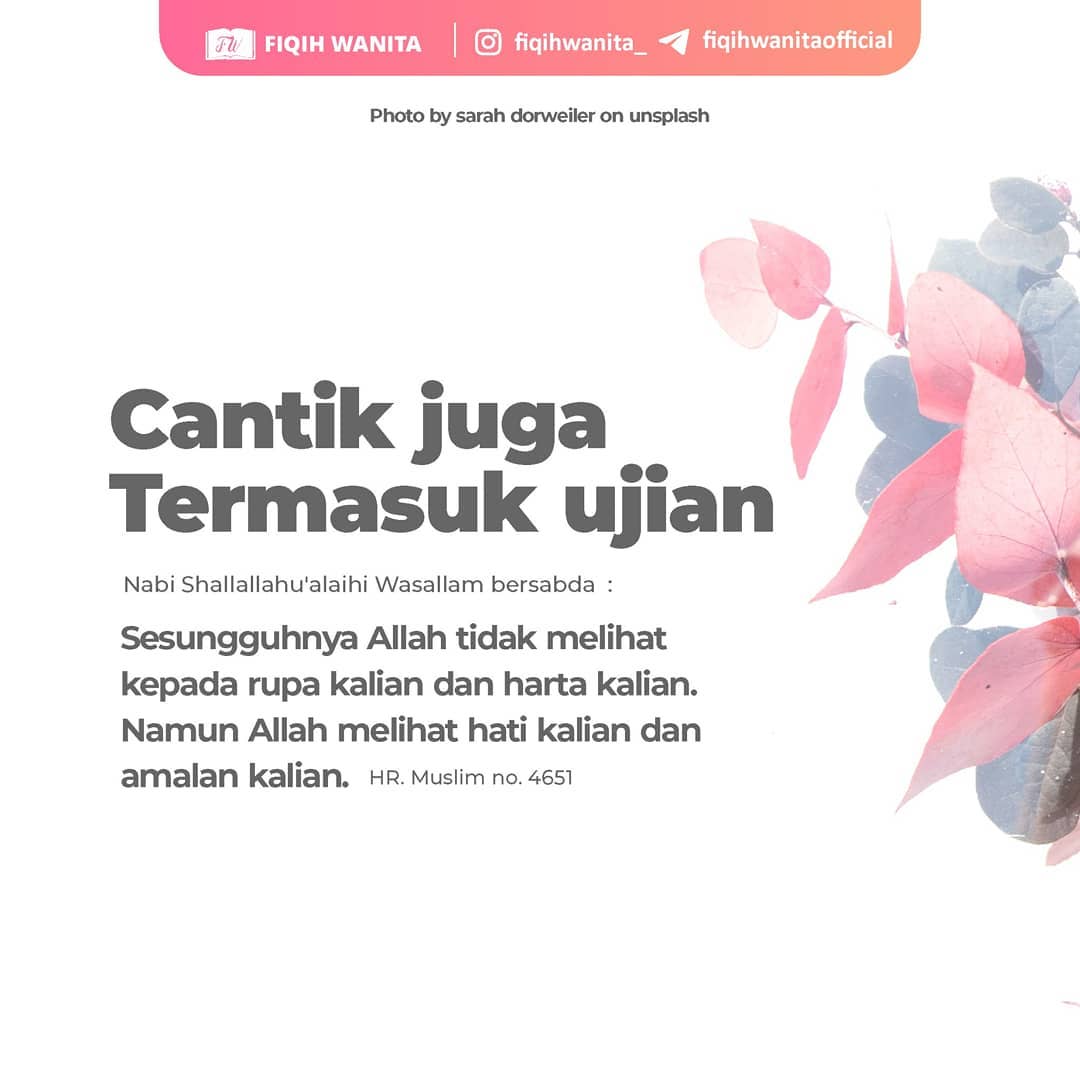 FW FIQIH WANITA fiqihwanita_ fiqihwanitaofficial
Photo by sarah dorweiler on unsplash
Cantik juga
Termasuk ujian
Nabi Shallallahu'alaihi Wasallam bersabda :
Sesungguhnya Allah tidak melihat
kepada rupa kalian dan harta kalian.
Namun Allah melihat hati kalian dan
amalan kalian. HR. Muslim no. 4651